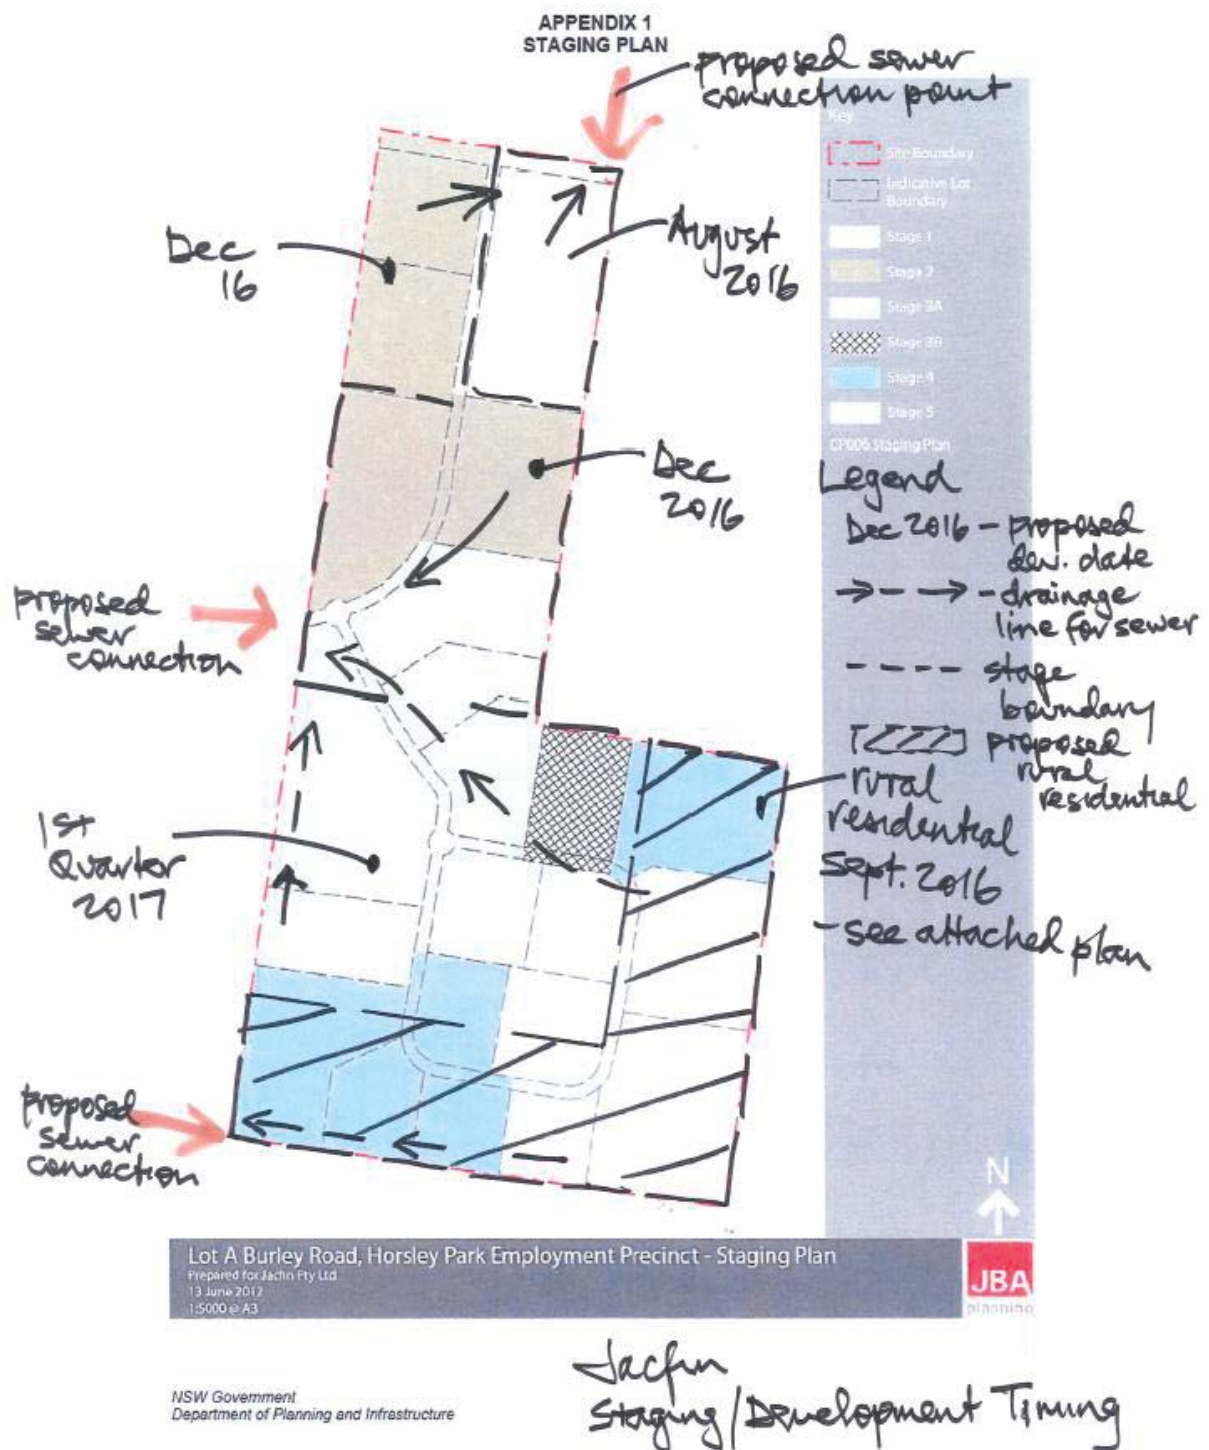 APPENDIX 1
STAGING PLAN
proposed sewer
connection point
Key
Site Boundary
Indicative Lot
Boundary
Stage 1
Stage 2
Stage 3A
Stage 3B
Stage 4
Stage 5
CP006 Staging Plan
Dec
16
August
2016
Dec
2016
Legend
Dec 2016 - proposed
dev. date
- drainage
line for sewer
- stage
boundary
proposed
rural
residential
proposed
sewer
connection
rural
residential
Sept. 2016
- see attached plan
1st
Quarter
2017
proposed
sewer
connection
N
Lot A Burley Road, Horsley Park Employment Precinct - Staging Plan
Prepared for Jacfin Pty Ltd
13 June 2012
1:5000 @ A3
JBA
planning
Jacfin
Staging / Development Timing
NSW Government
Department of Planning and Infrastructure